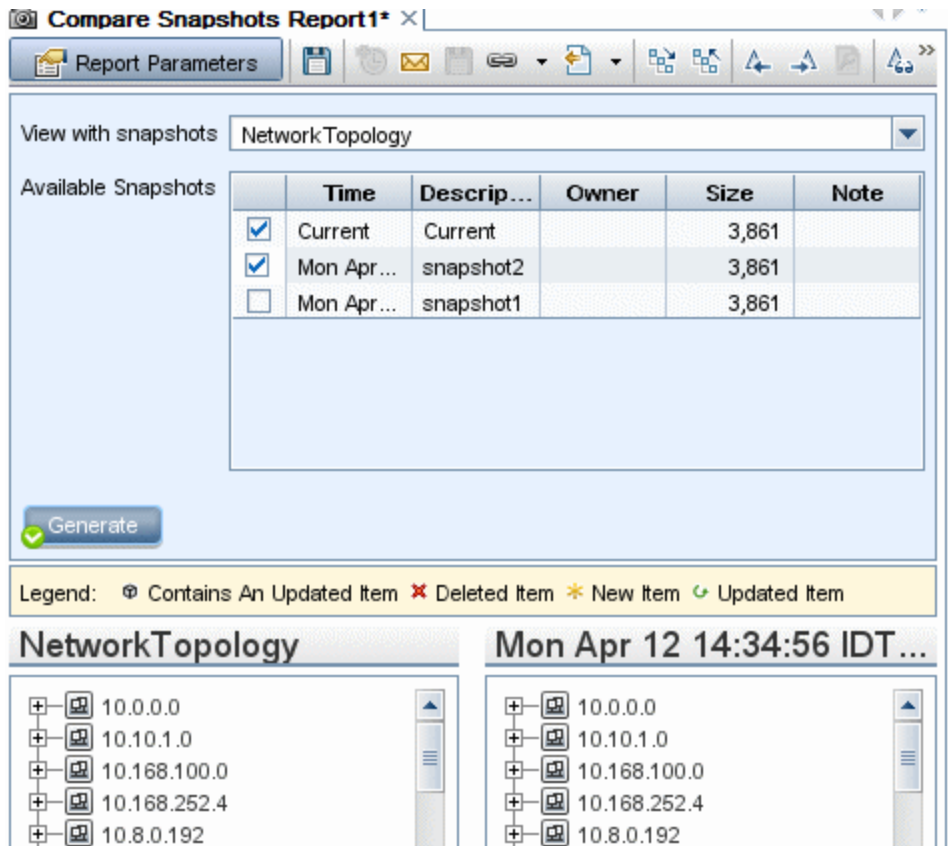 Compare Snapshots Report1*
Report Parameters
View with snapshots NetworkTopology
Available Snapshots
Time Descrip... Owner Size Note
Current Current 3,861
Mon Apr... snapshot2 3,861
Mon Apr... snapshot1 3,861
Generate
Legend: Contains An Updated Item Deleted Item New Item Updated Item
NetworkTopology Mon Apr 12 14:34:56 IDT...
10.0.0.0 10.0.0.0
10.10.1.0 10.10.1.0
10.168.100.0 10.168.100.0
10.168.252.4 10.168.252.4
10.8.0.192 10.8.0.192